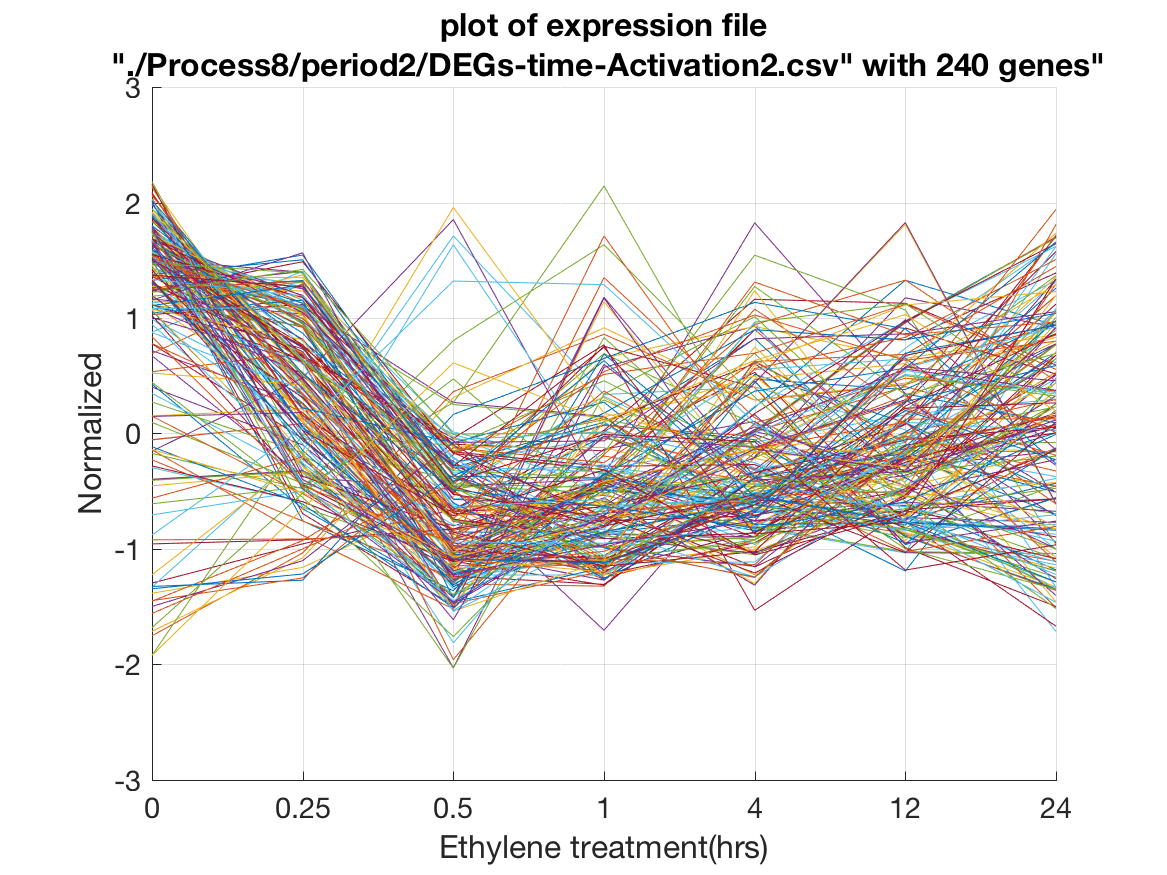 plot of expression file
"./Process8/period2/DEGs-time-Activation2.csv" with 240 genes"
3
2
1
0
-1
-2
-3
Normalized
0 0.25 0.5 1 4 12 24
Ethylene treatment(hrs)